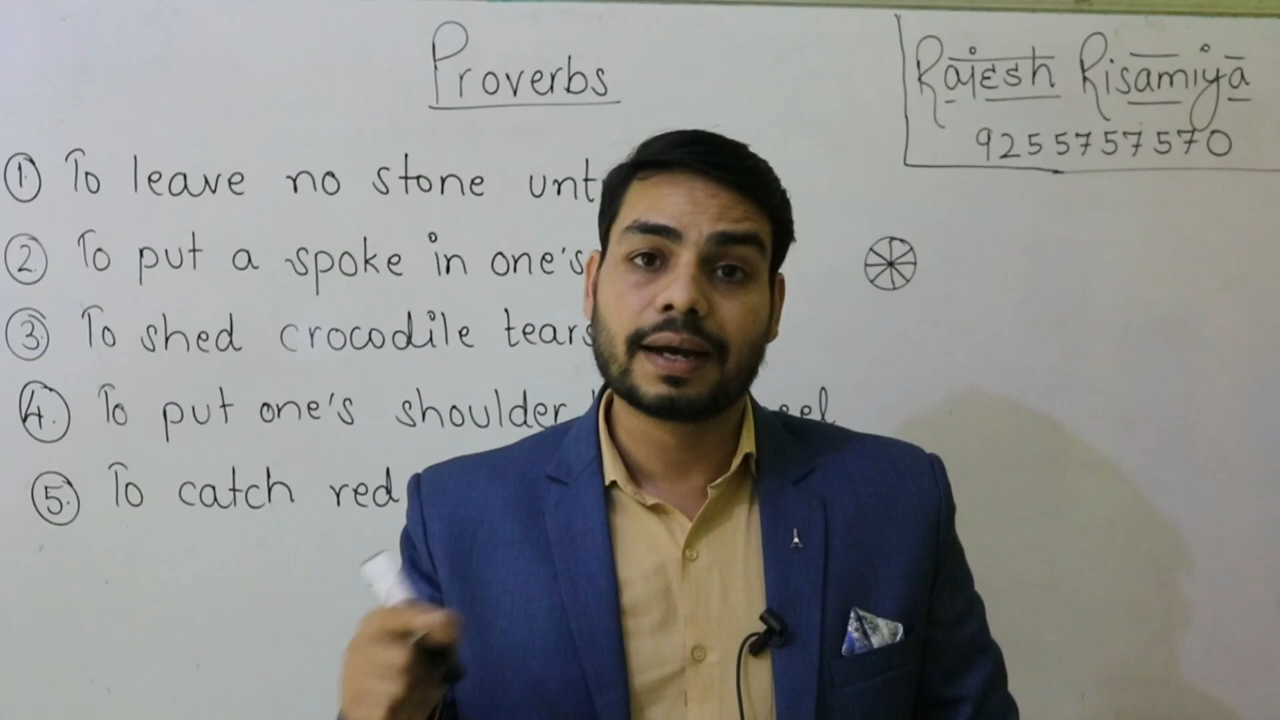 Proverbs
Rajesh Risamiya
9255757570
1. To leave no stone
2. To put a spoke in one's
3. To shed crocodile tears
4. To put one's shoulder
5. To catch red